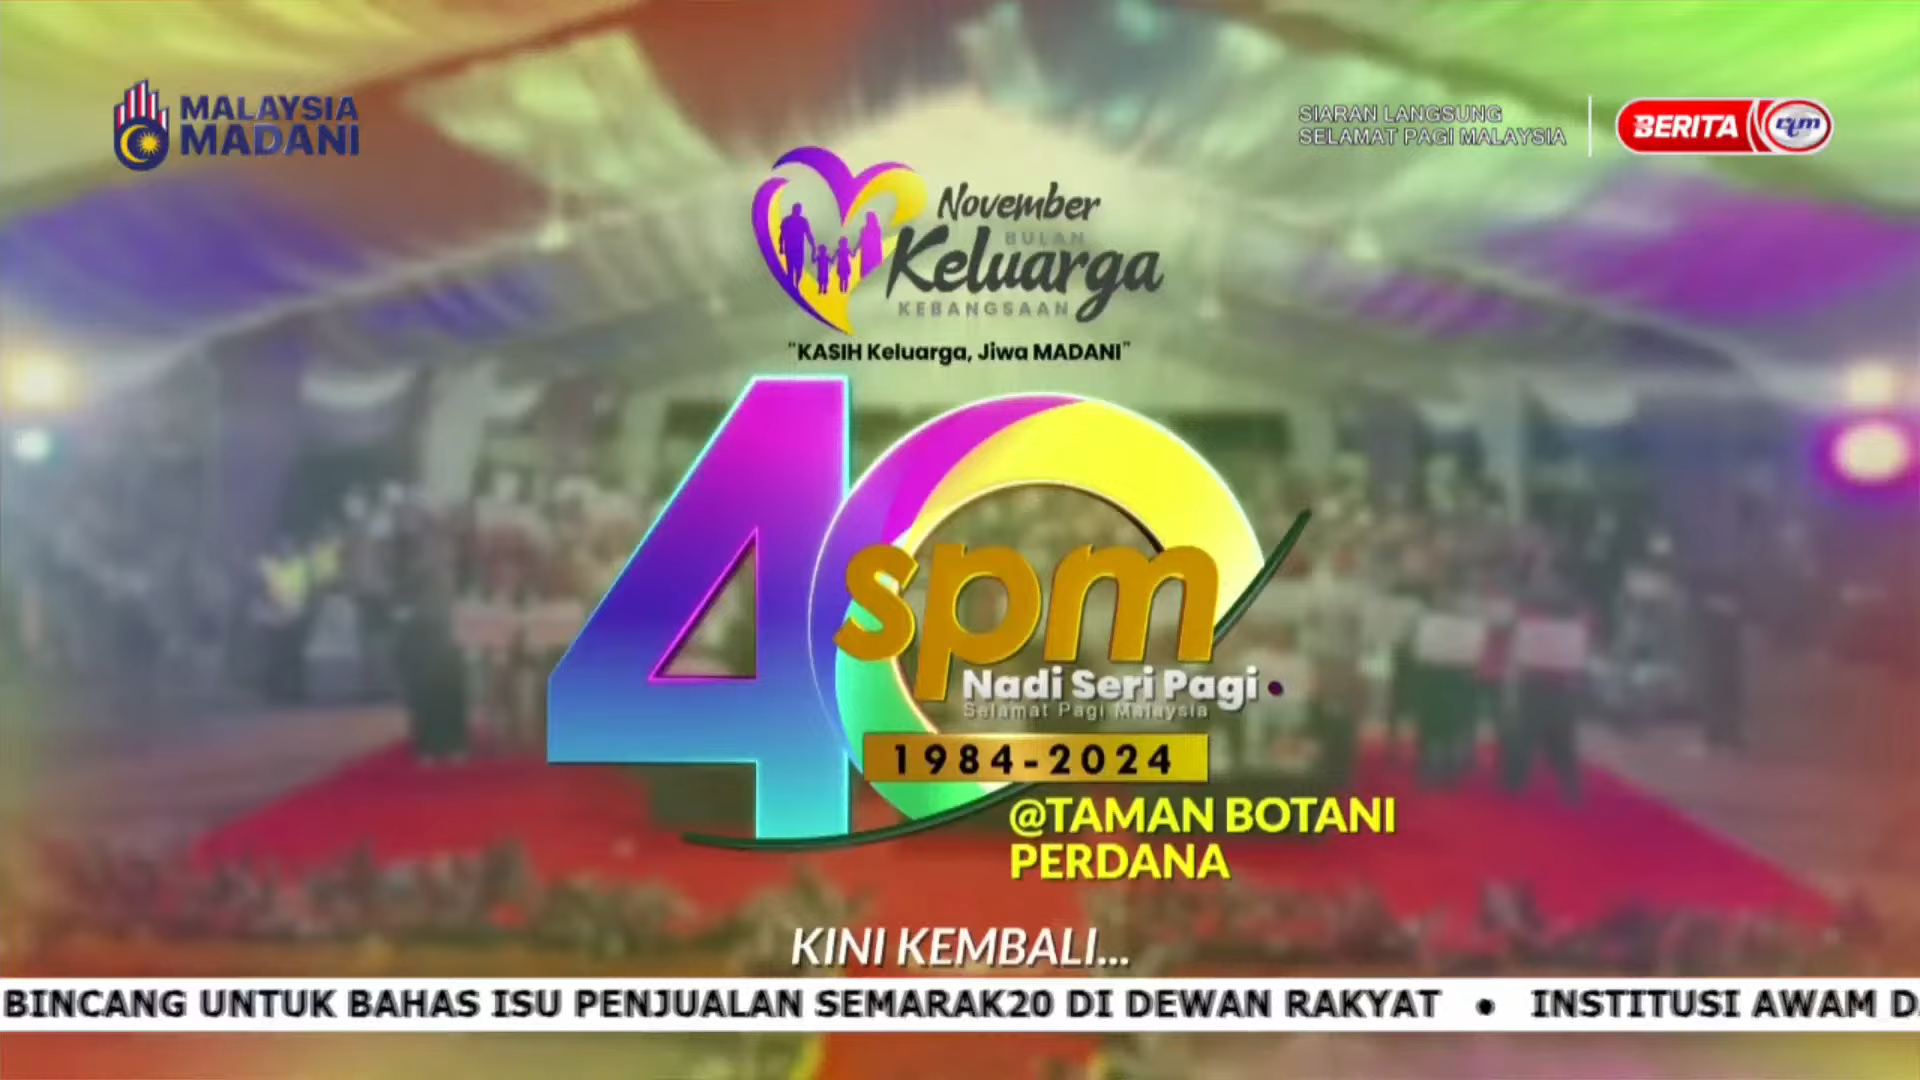 MALAYSIA
MADANI
SIARAN LANGSUNG
SELAMAT PAGI MALAYSIA
BERITA rtm
November
BULAN
Keluarga
KEBANGSAAN
"KASIH Keluarga, Jiwa MADANI"
40
spm
Nadi Seri Pagi
Selamat Pagi Malaysia
1984-2024
@TAMAN BOTANI
PERDANA
KINI KEMBALI...
BINCANG UNTUK BAHAS ISU PENJUALAN SEMARAK20 DI DEWAN RAKYAT • INSTITUSI AWAM